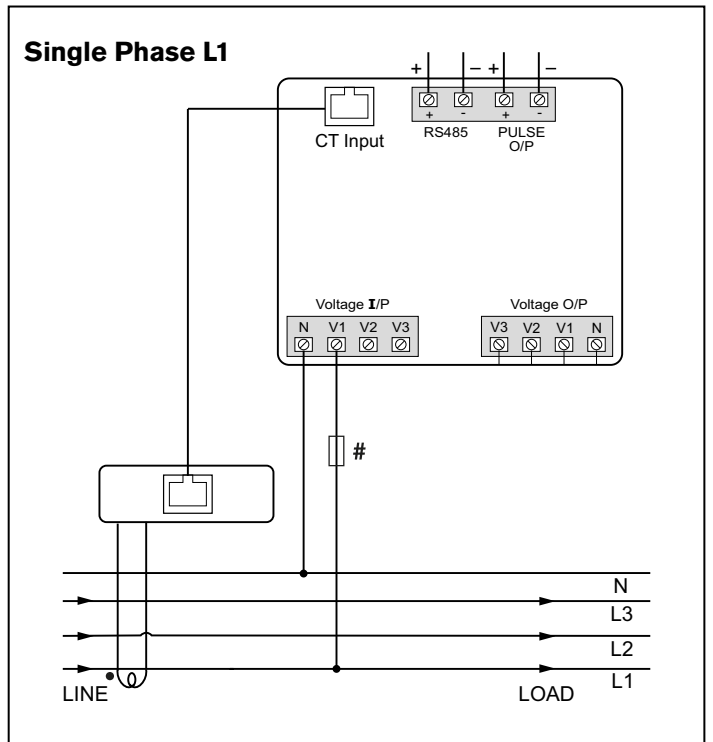 Single Phase L1
+ – + –
+ - + -
CT Input
RS485 PULSE O/P
Voltage I/P
Voltage O/P
N V1 V2 V3
V3 V2 V1 N
#
N
L3
L2
L1
LINE
LOAD